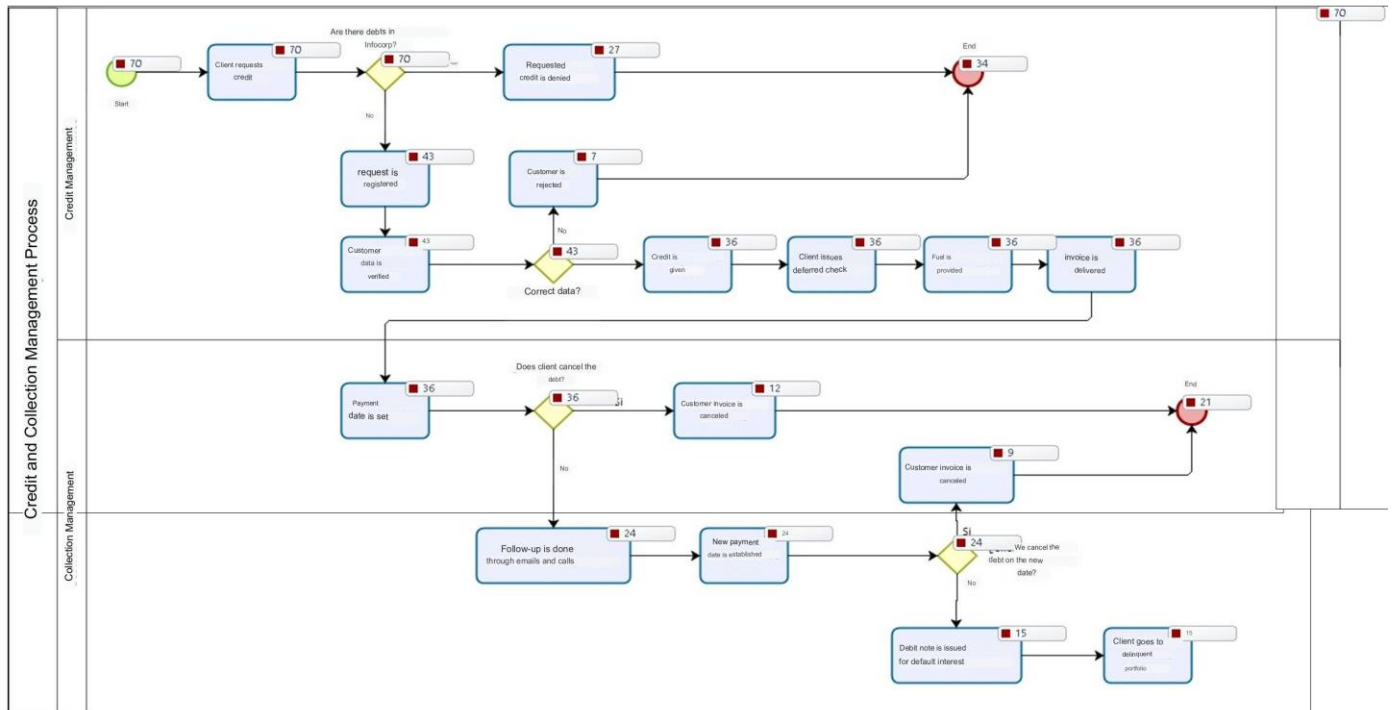 Credit and Collection Management Process
Credit Management
Collection Management
70
70
Start
70
Client requests
credit
Are there debts in
Infocorp?
70
27
Requested
credit is denied
End
34
No
43
request is
registered
7
Customer is
rejected
43
Customer
data is
verified
No
43
Correct data?
36
Credit is
given
36
Client issues
deferred check
36
Fuel is
provided
36
invoice is
delivered
36
Payment
date is set
Does client cancel the
debt?
36
Si
12
Customer invoice is
canceled
End
21
No
9
Customer invoice is
canceled
24
Follow-up is done
through emails and calls
24
New payment
date is established
Si
24
We cancel the
debt on the new
date?
No
15
Debit note is issued
for default interest
15
Client goes to
delinquent
portfolio